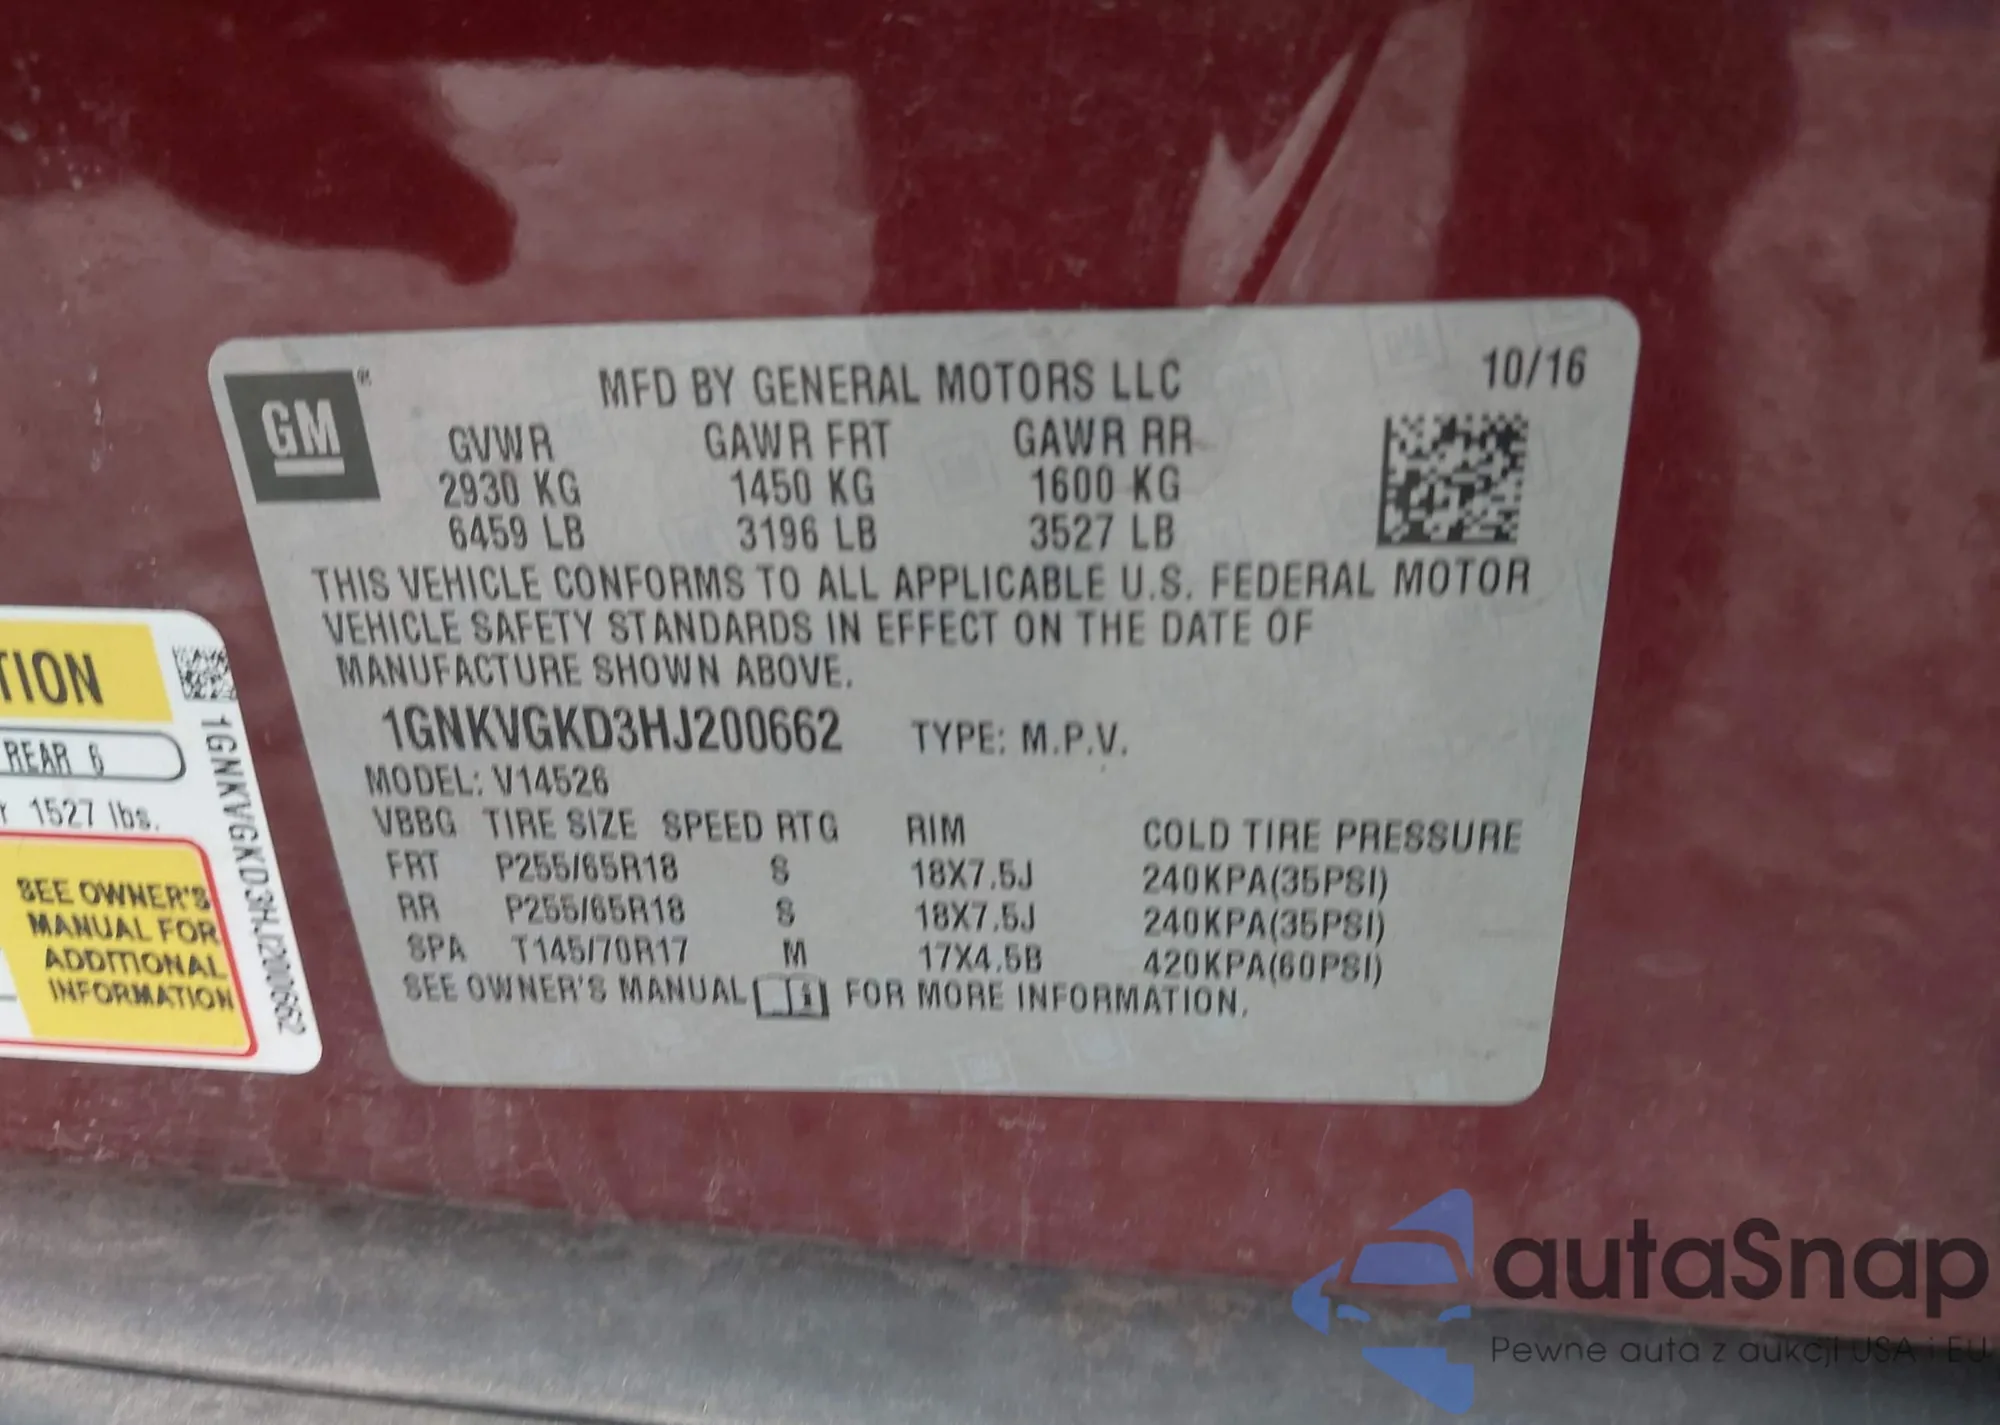 GM
®
MFD BY GENERAL MOTORS LLC
10/16
GVWR GAWR FRT GAWR RR
2930 KG 1450 KG 1600 KG
6459 LB 3196 LB 3527 LB
THIS VEHICLE CONFORMS TO ALL APPLICABLE U.S. FEDERAL MOTOR
VEHICLE SAFETY STANDARDS IN EFFECT ON THE DATE OF
MANUFACTURE SHOWN ABOVE.
1GNKVGKD3HJ200662 TYPE: M.P.V.
MODEL: V14526
VBBG TIRE SIZE SPEED RTG RIM COLD TIRE PRESSURE
FRT P255/65R18 S 18X7.5J 240KPA(35PSI)
RR P255/65R18 S 18X7.5J 240KPA(35PSI)
SPA T145/70R17 M 17X4.5B 420KPA(60PSI)
SEE OWNER'S MANUAL FOR MORE INFORMATION.
TION
REAR 6
r 1527 lbs.
SEE OWNER'S
MANUAL FOR
ADDITIONAL
INFORMATION
1GNKVGKD3HJ200662
autaSnap
Pewne auta z aukcji USA i EU